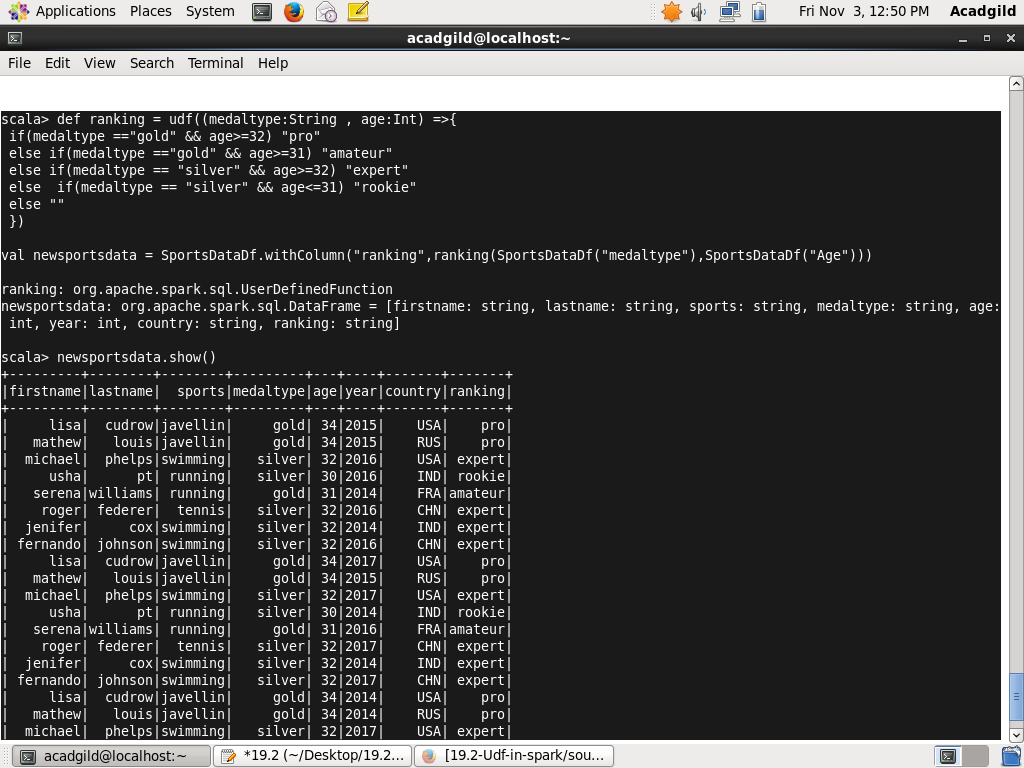 Applications Places System Fri Nov 3, 12:50 PM Acadgild
acadgild@localhost:~
File Edit View Search Terminal Help
scala> def ranking = udf((medaltype:String , age:Int) =>{
 if(medaltype =="gold" && age>=32) "pro"
 else if(medaltype =="gold" && age>=31) "amateur"
 else if(medaltype == "silver" && age>=32) "expert"
 else  if(medaltype == "silver" && age<=31) "rookie"
 else ""
 })
val newsportsdata = SportsDataDf.withColumn("ranking",ranking(SportsDataDf("medaltype"),SportsDataDf("Age")))
ranking: org.apache.spark.sql.UserDefinedFunction
newsportsdata: org.apache.spark.sql.DataFrame = [firstname: string, lastname: string, sports: string, medaltype: string, age:
 int, year: int, country: string, ranking: string]
scala> newsportsdata.show()
+---------+--------+--------+---------+---+----+-------+-------+
|firstname|lastname|  sports|medaltype|age|year|country|ranking|
+---------+--------+--------+---------+---+----+-------+-------+
|     lisa|  cudrow|javellin|     gold| 34|2015|    USA|    pro|
|   mathew|   louis|javellin|     gold| 34|2015|    RUS|    pro|
|  michael|  phelps|swimming|   silver| 32|2016|    USA| expert|
|     usha|      pt| running|   silver| 30|2016|    IND| rookie|
|   serena|williams| running|     gold| 31|2014|    FRA|amateur|
|    roger| federer|  tennis|   silver| 32|2016|    CHN| expert|
|  jenifer|     cox|swimming|   silver| 32|2014|    IND| expert|
| fernando| johnson|swimming|   silver| 32|2016|    CHN| expert|
|     lisa|  cudrow|javellin|     gold| 34|2017|    USA|    pro|
|   mathew|   louis|javellin|     gold| 34|2015|    RUS|    pro|
|  michael|  phelps|swimming|   silver| 32|2017|    USA| expert|
|     usha|      pt| running|   silver| 30|2014|    IND| rookie|
|   serena|williams| running|     gold| 31|2016|    FRA|amateur|
|    roger| federer|  tennis|   silver| 32|2017|    CHN| expert|
|  jenifer|     cox|swimming|   silver| 32|2014|    IND| expert|
| fernando| johnson|swimming|   silver| 32|2017|    CHN| expert|
|     lisa|  cudrow|javellin|     gold| 34|2014|    USA|    pro|
|   mathew|   louis|javellin|     gold| 34|2014|    RUS|    pro|
|  michael|  phelps|swimming|   silver| 32|2017|    USA| expert|
acadgild@localhost:~ *19.2 (~/Desktop/19.2... [19.2-Udf-in-spark/sou...